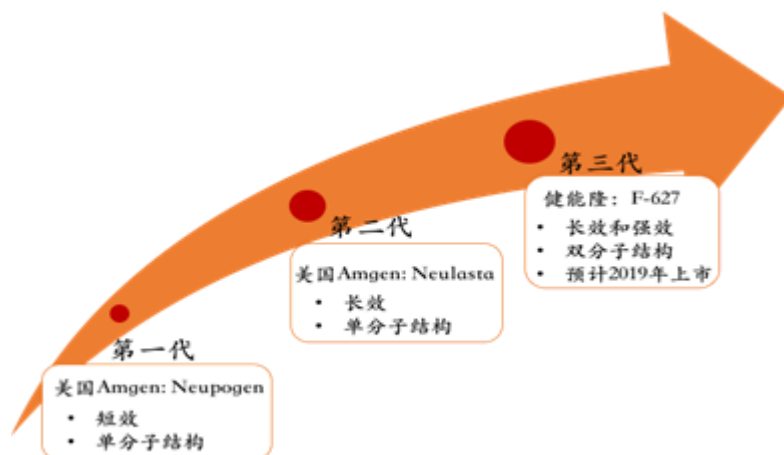 第一代
美国Amgen: Neupogen
• 短效
• 单分子结构
第二代
美国Amgen: Neulasta
• 长效
• 单分子结构
第三代
健能隆：F-627
• 长效和强效
• 双分子结构
• 预计2019年上市